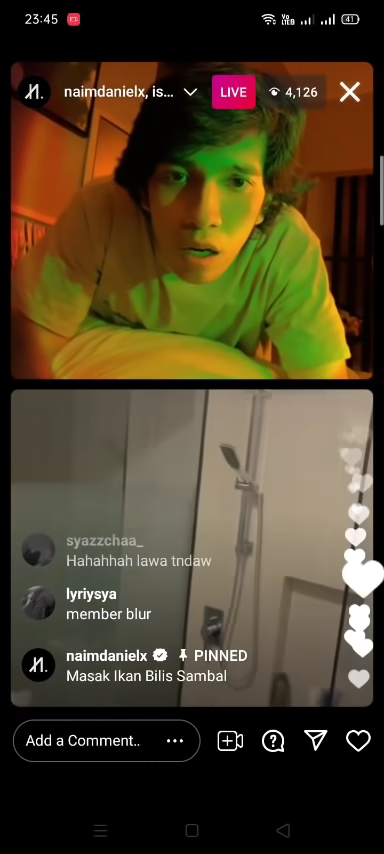 23:45
41
naimdanielx, is...
LIVE
4,126
syazzchaa_
Hahahhah lawa tndaw
lyriysya
member blur
naimdanielx PINNED
Masak Ikan Bilis Sambal
Add a Comment..